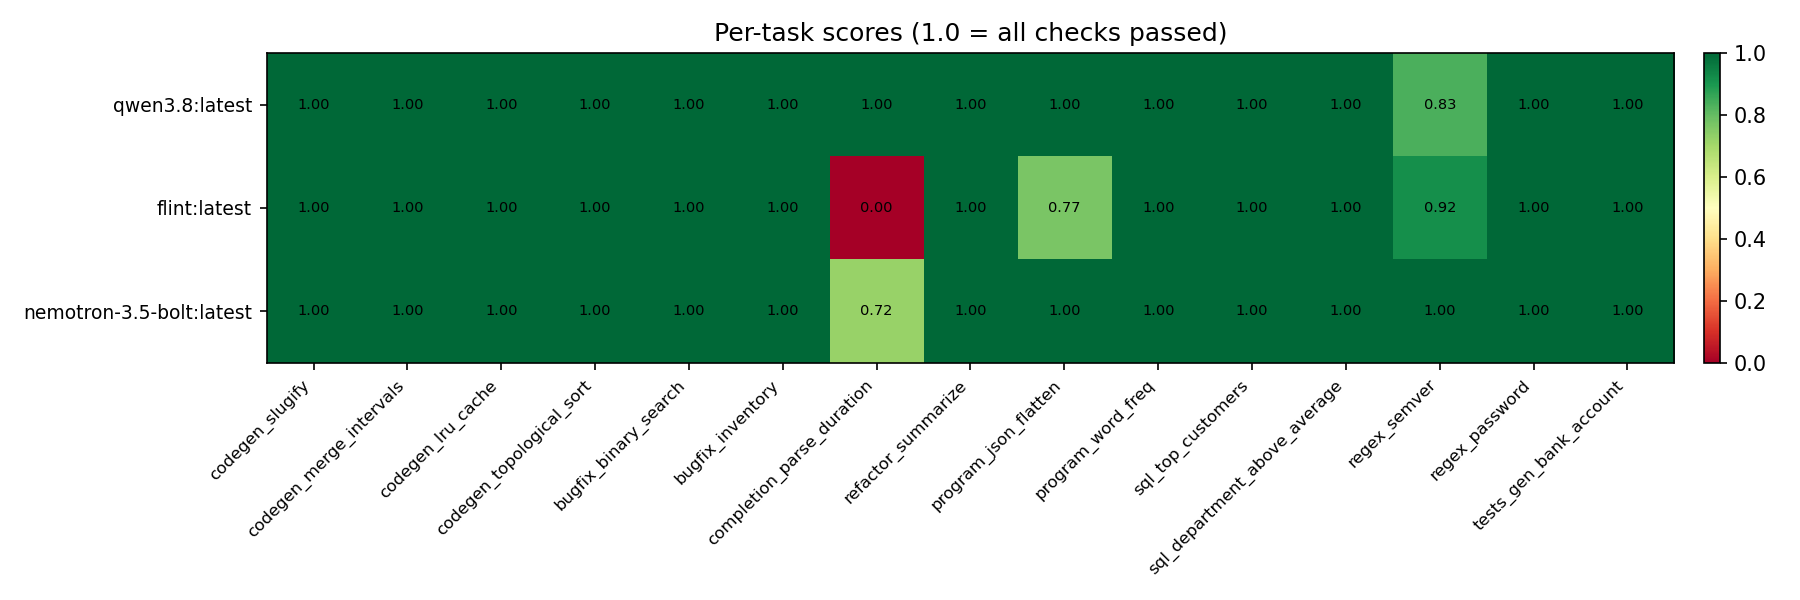 Per-task scores (1.0 = all checks passed)
qwen3.8:latest 1.00 1.00 1.00 1.00 1.00 1.00 1.00 1.00 1.00 1.00 1.00 1.00 0.83 1.00 1.00
flint:latest 1.00 1.00 1.00 1.00 1.00 1.00 0.00 1.00 0.77 1.00 1.00 1.00 0.92 1.00 1.00
nemotron-3.5-bolt:latest 1.00 1.00 1.00 1.00 1.00 1.00 0.72 1.00 1.00 1.00 1.00 1.00 1.00 1.00 1.00
codegen_slugify
codegen_merge_intervals
codegen_lru_cache
codegen_topological_sort
bugfix_binary_search
bugfix_inventory
completion_parse_duration
refactor_summarize
program_json_flatten
program_word_freq
sql_top_customers
sql_department_above_average
regex_semver
regex_password
tests_gen_bank_account
1.0
0.8
0.6
0.4
0.2
0.0